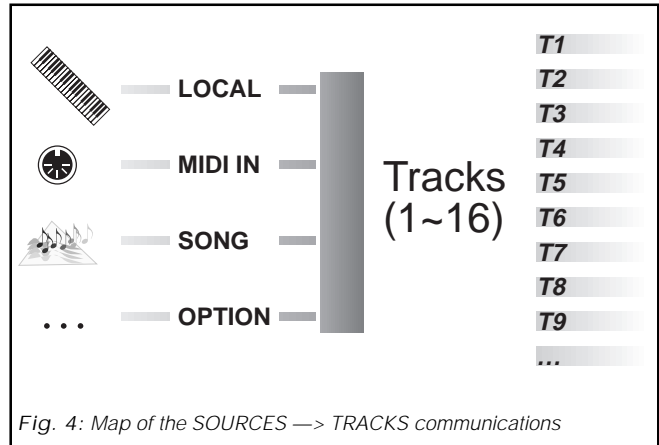 LOCAL
MIDI IN
SONG
. . .
OPTION
Tracks
(1~16)
T1
T2
T3
T4
T5
T6
T7
T8
T9
...
Fig. 4: Map of the SOURCES —> TRACKS communications